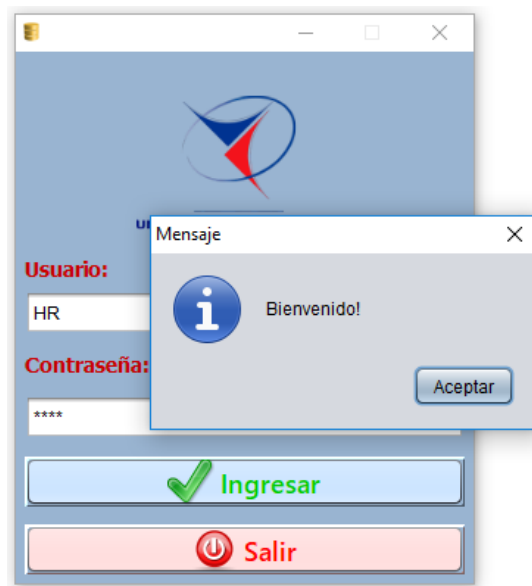 Mensaje
Usuario:
HR
Bienvenido!
Contraseña:
Aceptar
****
Ingresar
Salir